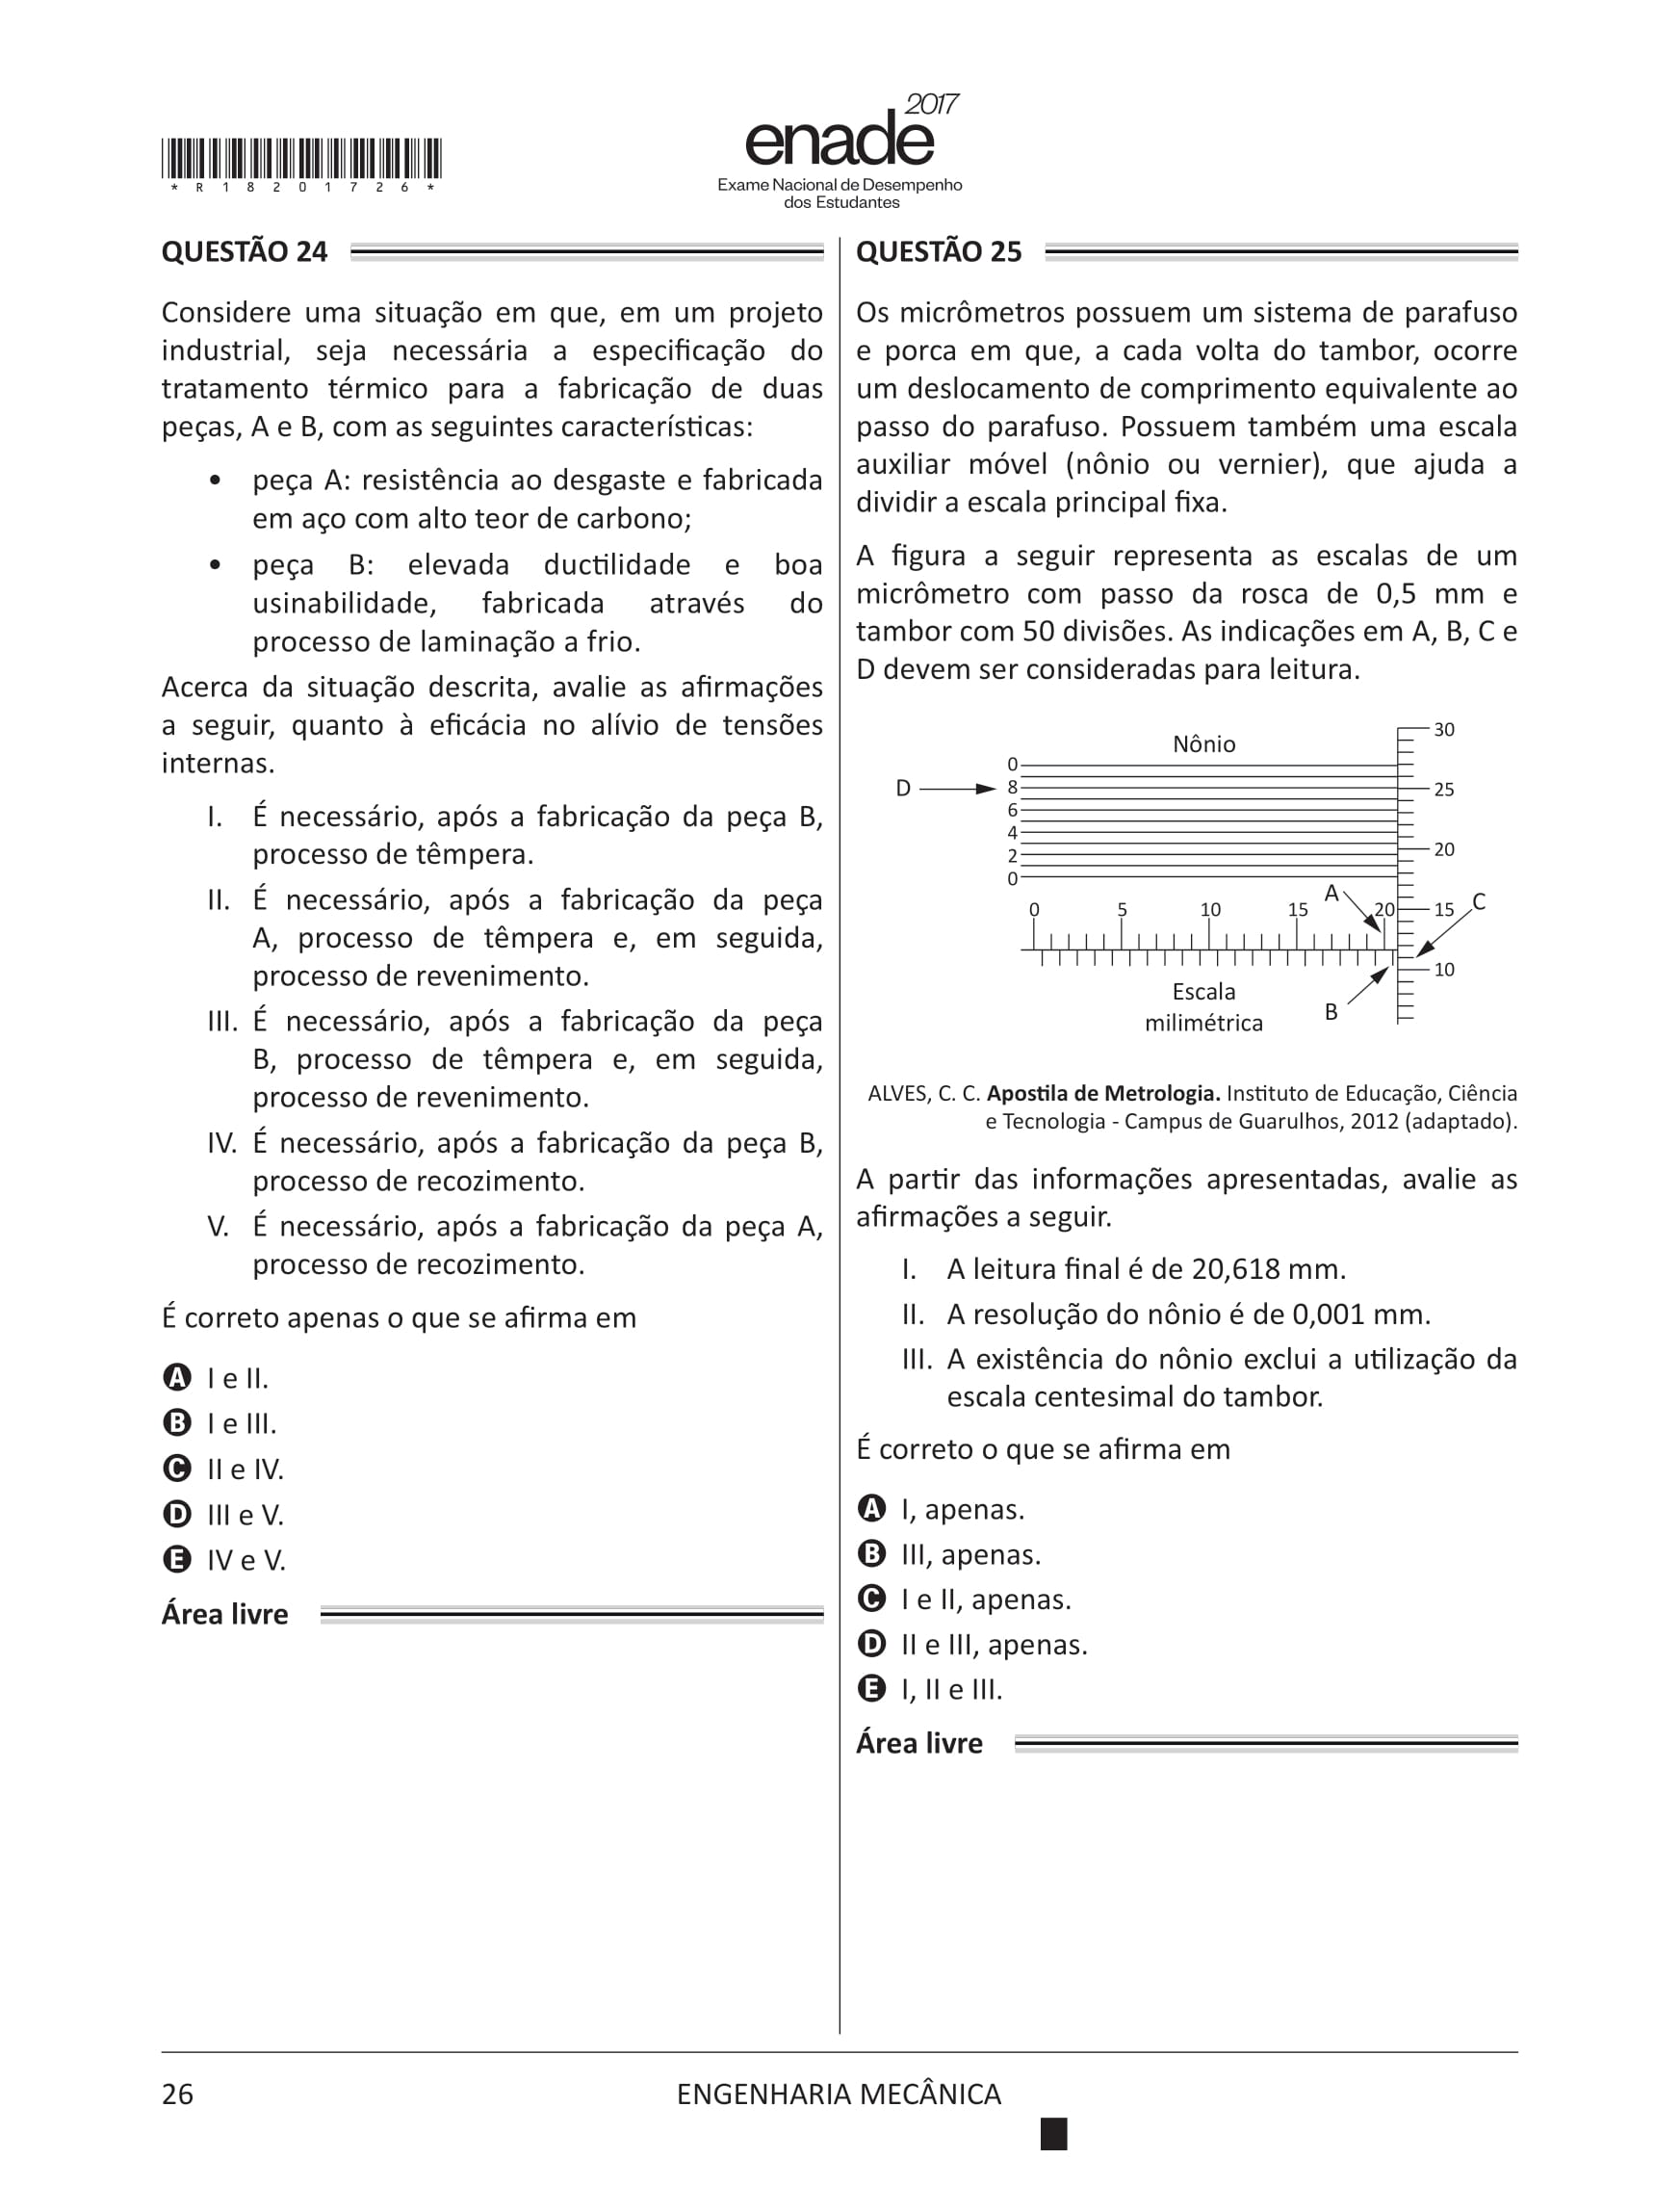 * R 1 8 2 0 1 7 2 6 *
2017
enade
Exame Nacional de Desempenho
dos Estudantes
QUESTÃO 24
Considere uma situação em que, em um projeto
industrial, seja necessária a especificação do
tratamento térmico para a fabricação de duas
peças, A e B, com as seguintes características:
• peça A: resistência ao desgaste e fabricada
em aço com alto teor de carbono;
• peça B: elevada ductilidade e boa
usinabilidade, fabricada através do
processo de laminação a frio.
Acerca da situação descrita, avalie as afirmações
a seguir, quanto à eficácia no alívio de tensões
internas.
I. É necessário, após a fabricação da peça B,
processo de têmpera.
II. É necessário, após a fabricação da peça
A, processo de têmpera e, em seguida,
processo de revenimento.
III. É necessário, após a fabricação da peça
B, processo de têmpera e, em seguida,
processo de revenimento.
IV. É necessário, após a fabricação da peça B,
processo de recozimento.
V. É necessário, após a fabricação da peça A,
processo de recozimento.
É correto apenas o que se afirma em
A I e II.
B I e III.
C II e IV.
D III e V.
E IV e V.
Área livre
QUESTÃO 25
Os micrômetros possuem um sistema de parafuso
e porca em que, a cada volta do tambor, ocorre
um deslocamento de comprimento equivalente ao
passo do parafuso. Possuem também uma escala
auxiliar móvel (nônio ou vernier), que ajuda a
dividir a escala principal fixa.
A figura a seguir representa as escalas de um
micrômetro com passo da rosca de 0,5 mm e
tambor com 50 divisões. As indicações em A, B, C e
D devem ser consideradas para leitura.
Nônio
D
0
8
6
4
2
0
30
25
20
15
10
A
C
0 5 10 15 20
Escala
milimétrica
B
ALVES, C. C. Apostila de Metrologia. Instituto de Educação, Ciência
e Tecnologia - Campus de Guarulhos, 2012 (adaptado).
A partir das informações apresentadas, avalie as
afirmações a seguir.
I. A leitura final é de 20,618 mm.
II. A resolução do nônio é de 0,001 mm.
III. A existência do nônio exclui a utilização da
escala centesimal do tambor.
É correto o que se afirma em
A I, apenas.
B III, apenas.
C I e II, apenas.
D II e III, apenas.
E I, II e III.
Área livre
26
ENGENHARIA MECÂNICA